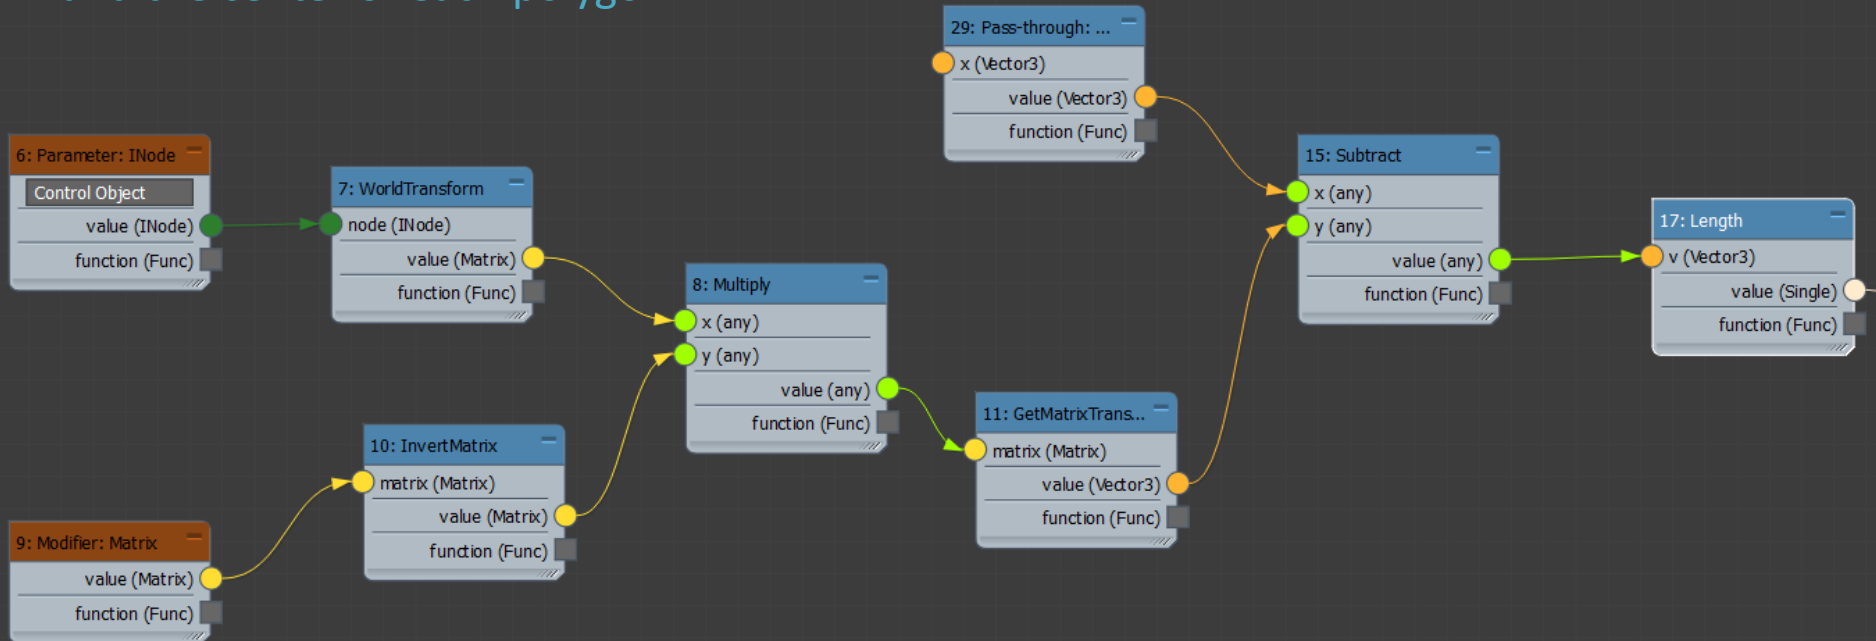 29: Pass-through: ...
x (Vector3)
value (Vector3)
function (Func)
6: Parameter: INode
Control Object
value (INode)
function (Func)
7: WorldTransform
node (INode)
value (Matrix)
function (Func)
15: Subtract
x (any)
y (any)
value (any)
function (Func)
17: Length
v (Vector3)
value (Single)
function (Func)
8: Multiply
x (any)
y (any)
value (any)
function (Func)
10: InvertMatrix
matrix (Matrix)
value (Matrix)
function (Func)
11: GetMatrixTrans...
matrix (Matrix)
value (Vector3)
function (Func)
9: Modifier: Matrix
value (Matrix)
function (Func)